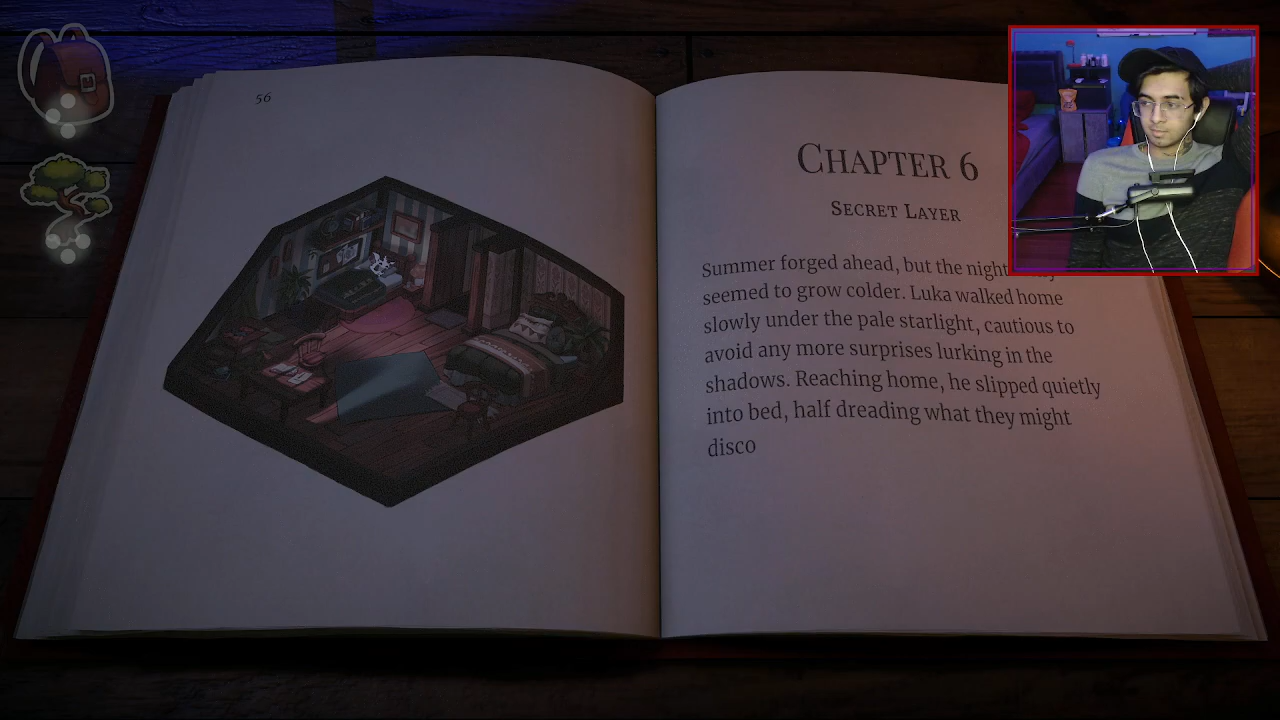 56
Chapter 6
Secret Layer
Summer forged ahead, but the night
seemed to grow colder. Luka walked home
slowly under the pale starlight, cautious to
avoid any more surprises lurking in the
shadows. Reaching home, he slipped quietly
into bed, half dreading what they might
disco